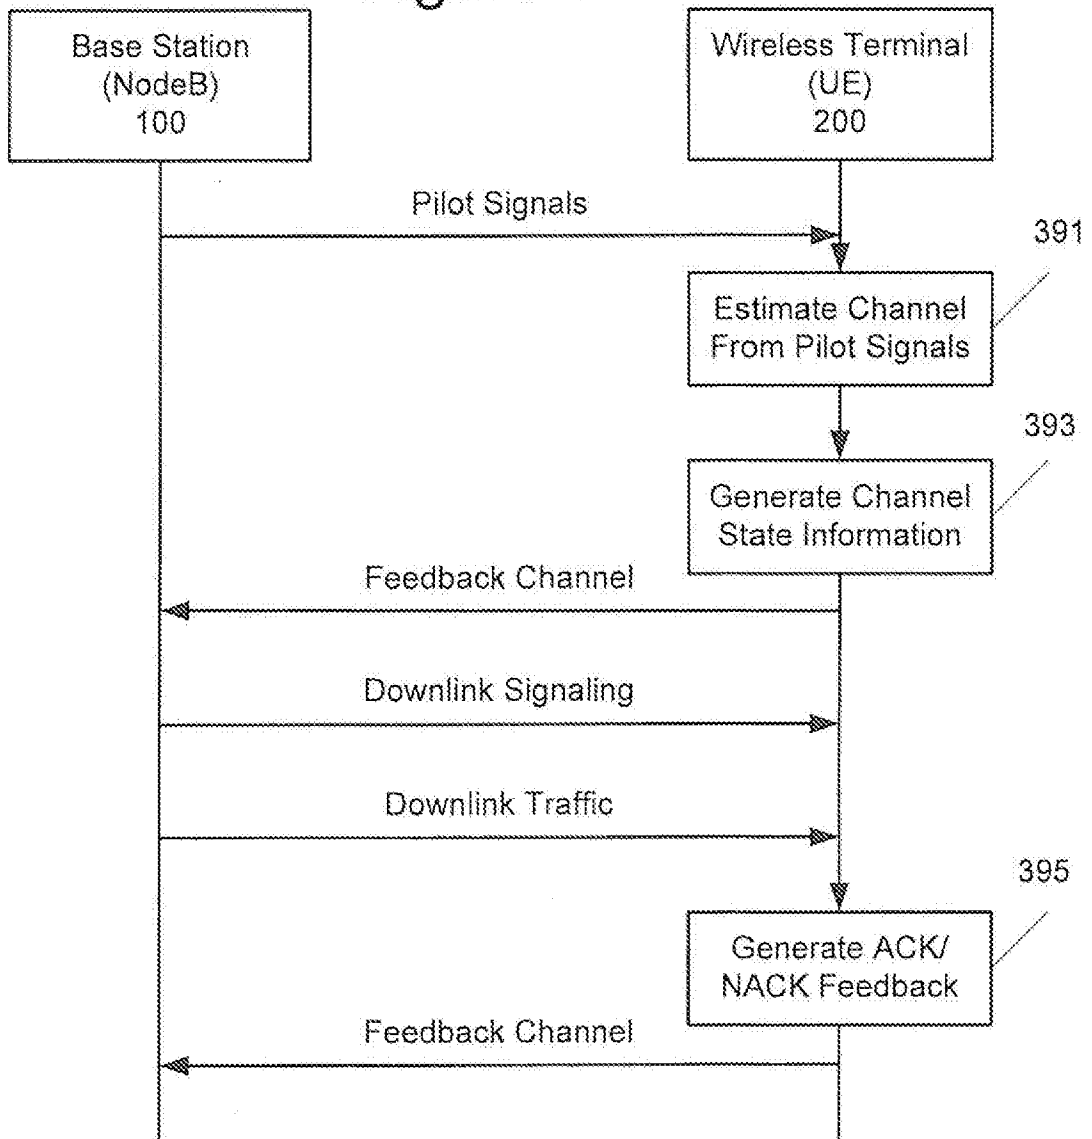 Base Station
(NodeB)
100
Wireless Terminal
(UE)
200
Pilot Signals
391
Estimate Channel
From Pilot Signals
393
Generate Channel
State Information
Feedback Channel
Downlink Signaling
Downlink Traffic
395
Generate ACK/
NACK Feedback
Feedback Channel